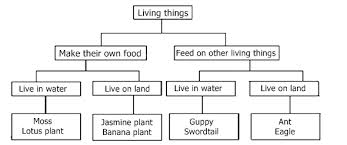 Living things
Make their own food
Feed on other living things
Live in water
Live on land
Live in water
Live on land
Moss
Lotus plant
Jasmine plant
Banana plant
Guppy
Swordtail
Ant
Eagle